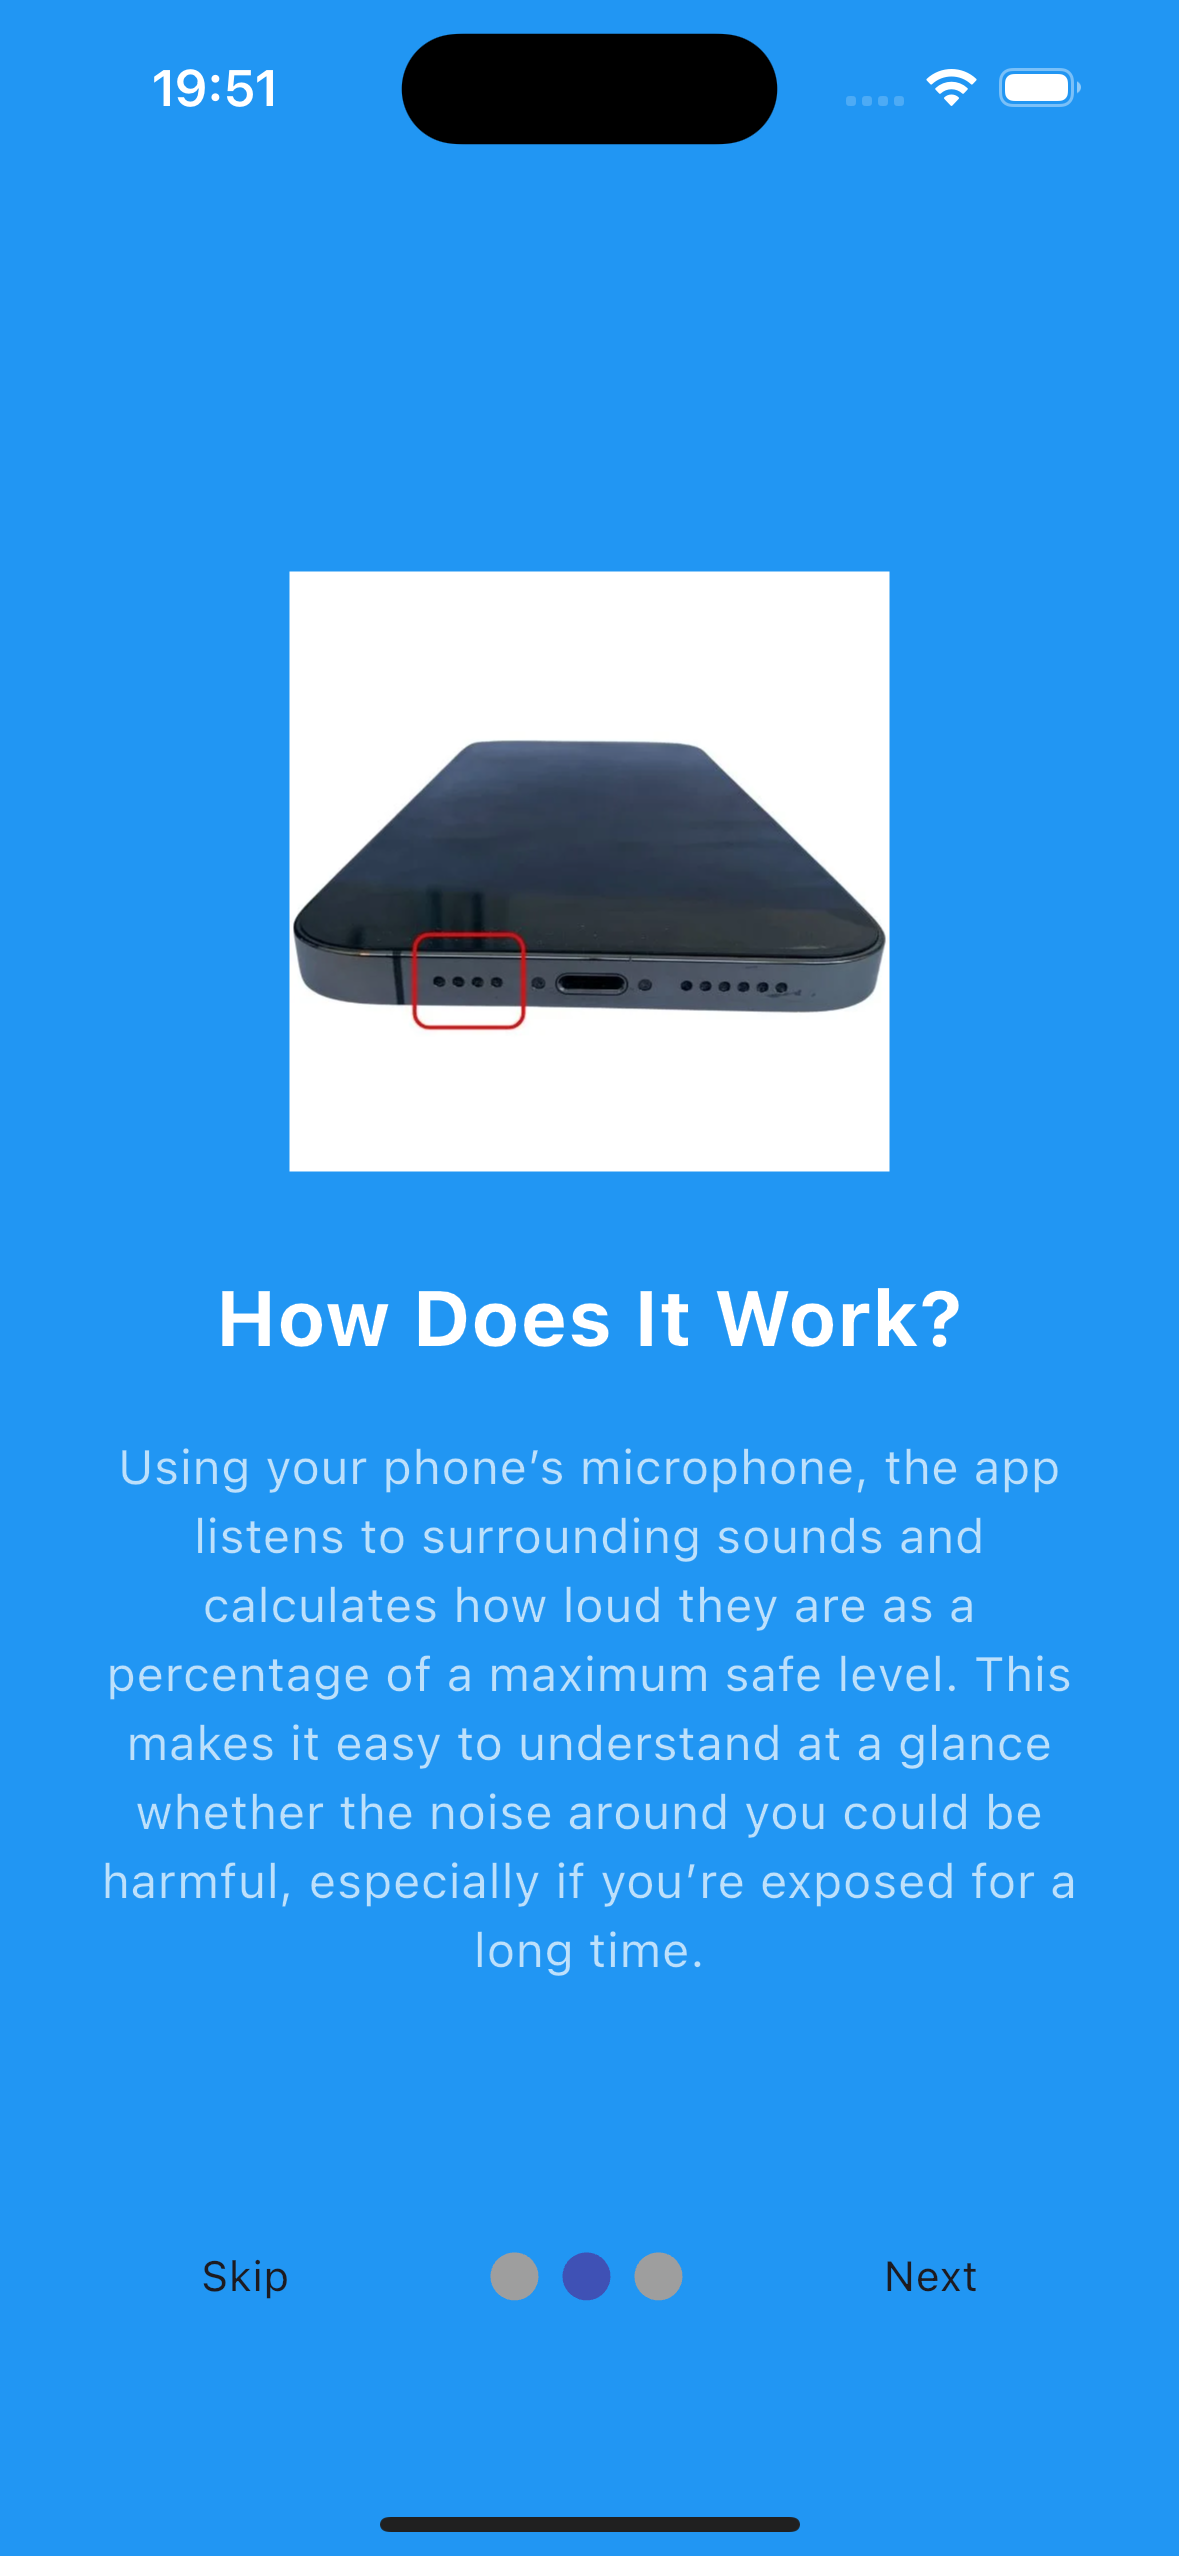 19:51
How Does It Work?
Using your phone’s microphone, the app
listens to surrounding sounds and
calculates how loud they are as a
percentage of a maximum safe level. This
makes it easy to understand at a glance
whether the noise around you could be
harmful, especially if you’re exposed for a
long time.
Skip
Next